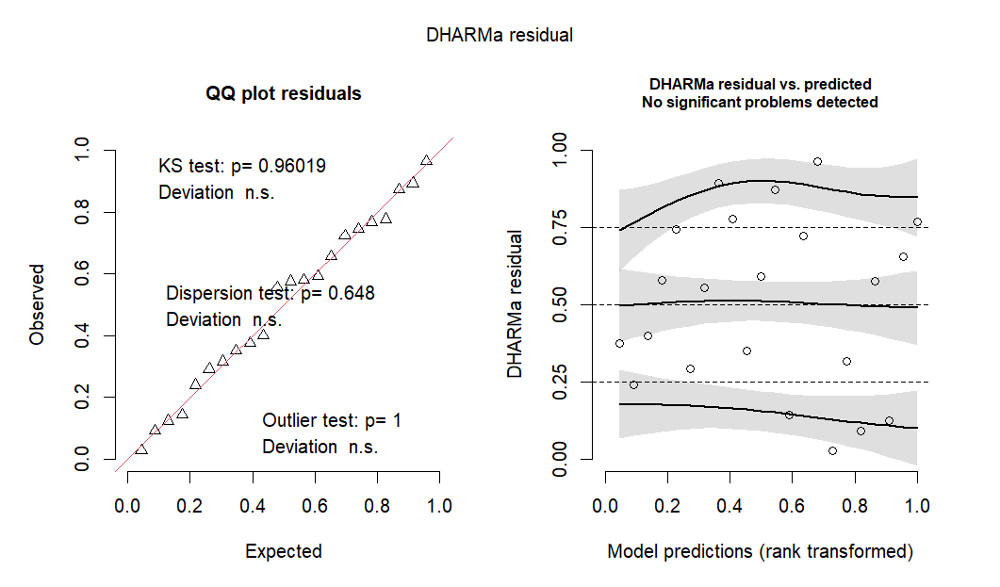 DHARMa residual
QQ plot residuals
KS test: p= 0.96019
Deviation n.s.
Dispersion test: p= 0.648
Deviation n.s.
Outlier test: p= 1
Deviation n.s.
Observed
0.0 0.2 0.4 0.6 0.8 1.0
0.0 0.2 0.4 0.6 0.8 1.0
Expected
DHARMa residual vs. predicted
No significant problems detected
DHARMa residual
0.00 0.25 0.50 0.75 1.00
0.0 0.2 0.4 0.6 0.8 1.0
Model predictions (rank transformed)